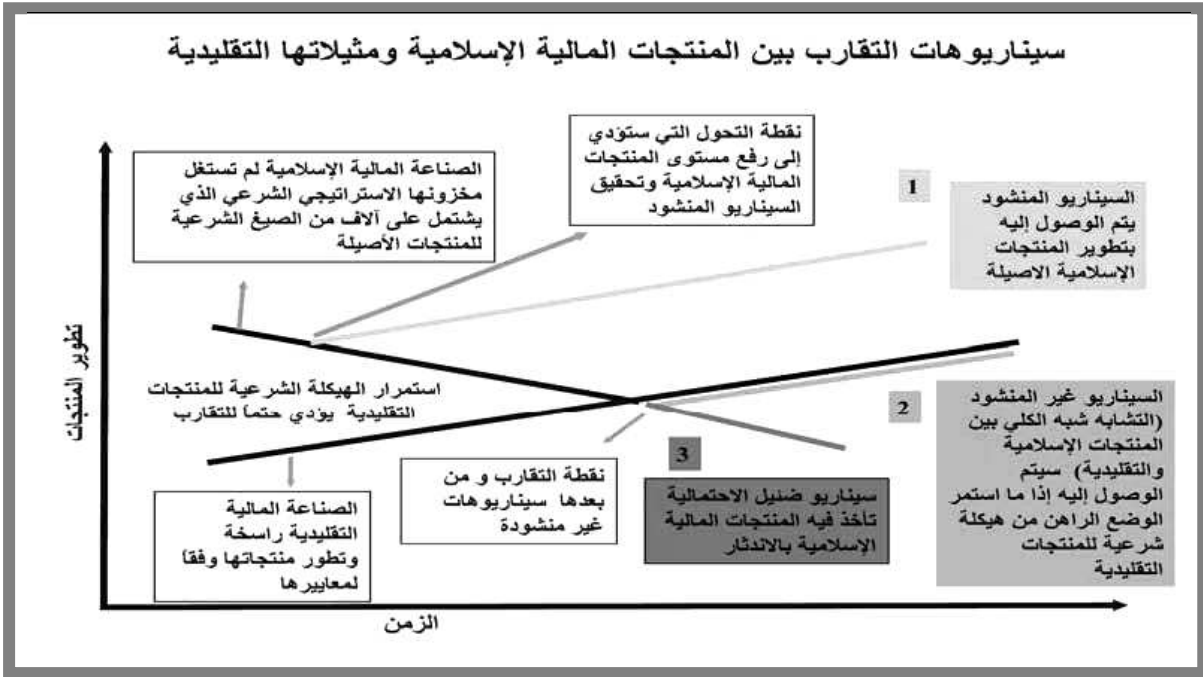 سيناريوهات التقارب بين المنتجات المالية الإسلامية ومثيلاتها التقليدية
نقطة التحول التي ستؤدي
إلى رفع مستوى المنتجات
المالية الإسلامية وتحقيق
السيناريو المنشود
الصناعة المالية الإسلامية لم تستغل
مخزونها الاستراتيجي الشرعي الذي
يشتمل على آلاف من الصيغ الشرعية
للمنتجات الأصيلة
1
السيناريو المنشود
يتم الوصول إليه
بتطوير المنتجات
الإسلامية الاصيلة
تطوير المنتجات
استمرار الهيكلة الشرعية للمنتجات
التقليدية يؤدي حتماً للتقارب
2
السيناريو غير المنشود
(التشابه شبه الكلي بين
المنتجات الإسلامية
والتقليدية) سيتم
الوصول إليه إذا ما استمر
الوضع الراهن من هيكلة
شرعية للمنتجات
التقليدية
3
سيناريو ضئيل الاحتمالية
تأخذ فيه المنتجات المالية
الإسلامية بالاندثار
نقطة التقارب و من
بعدها سيناريوهات
غير منشودة
الصناعة المالية
التقليدية راسخة
وتطور منتجاتها وفقاً
لمعاييرها
الزمن